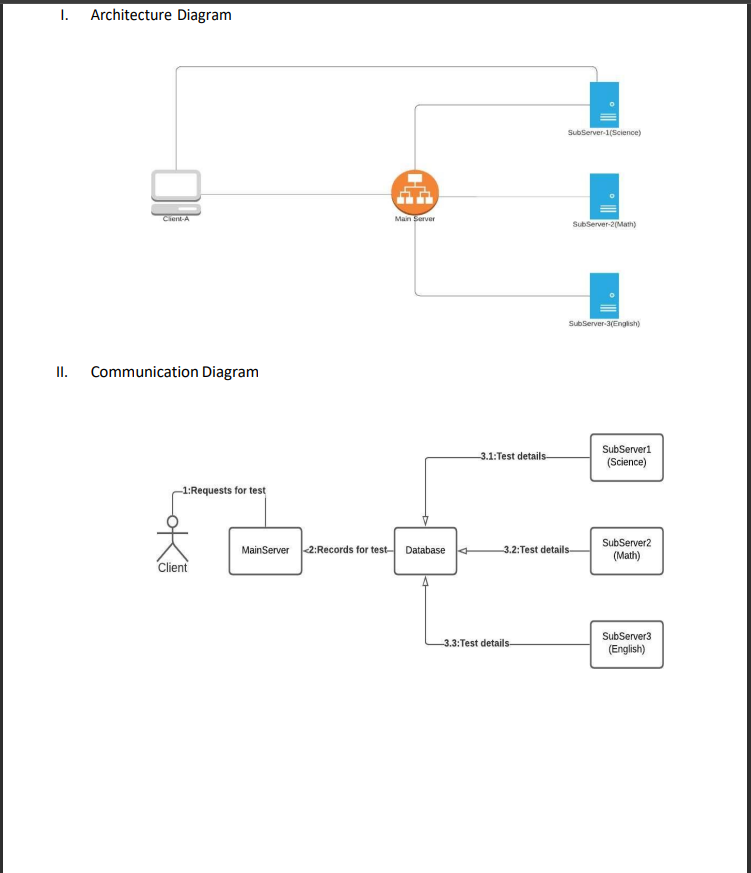 I. Architecture Diagram
SubServer-1(Science)
Client-A
Main Server
SubServer-2(Math)
SubServer-3(English)
II. Communication Diagram
3.1:Test details
SubServer1
(Science)
1:Requests for test
MainServer
2:Records for test
Database
3.2:Test details
SubServer2
(Math)
Client
3.3:Test details
SubServer3
(English)